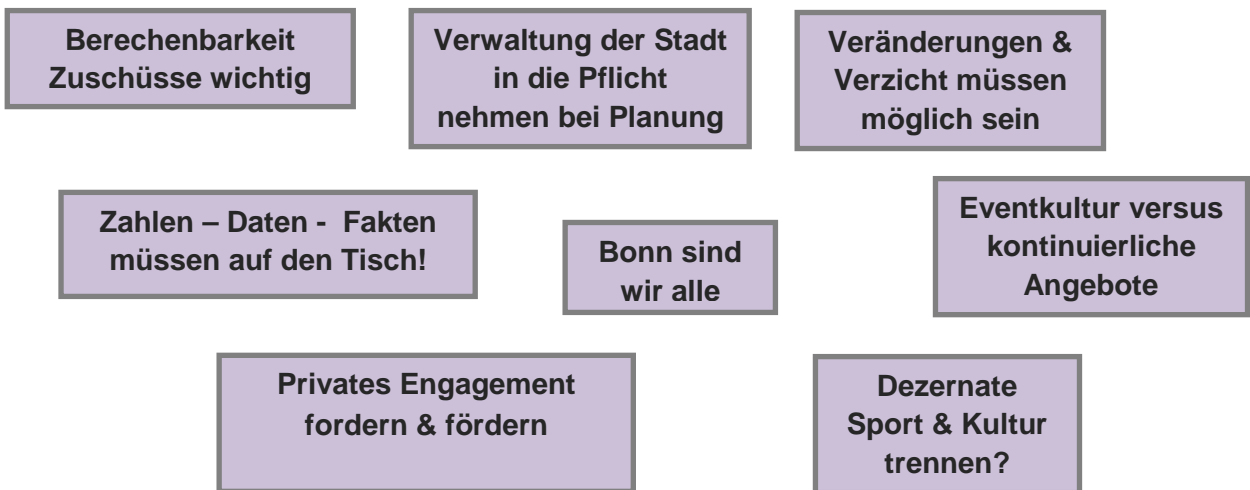 Berechenbarkeit
Zuschüsse wichtig
Verwaltung der Stadt
in die Pflicht
nehmen bei Planung
Veränderungen &
Verzicht müssen
möglich sein
Zahlen – Daten - Fakten
müssen auf den Tisch!
Bonn sind
wir alle
Eventkultur versus
kontinuierliche
Angebote
Privates Engagement
fordern & fördern
Dezernate
Sport & Kultur
trennen?